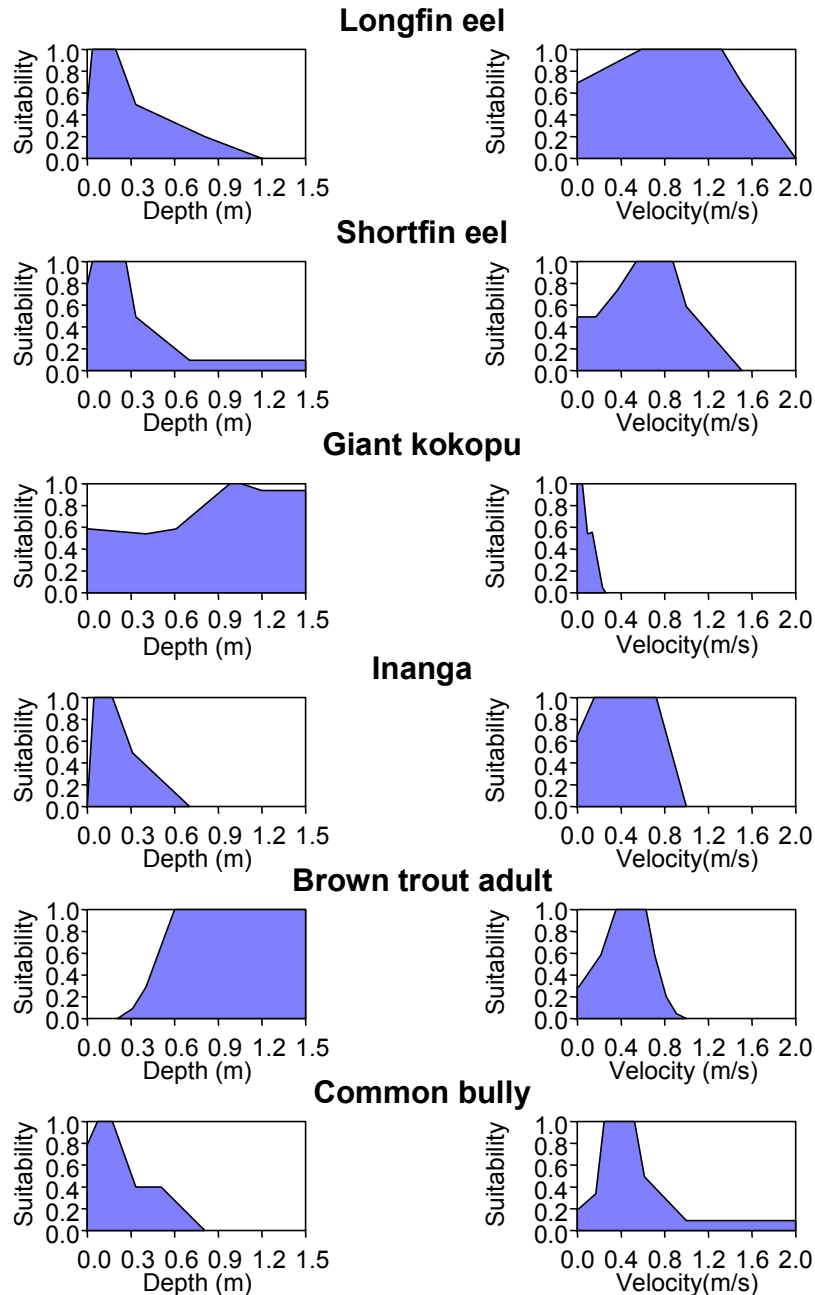 Longfin eel
Suitability
1.0
0.8
0.6
0.4
0.2
0.0
0.0 0.3 0.6 0.9 1.2 1.5
Depth (m)
Suitability
1.0
0.8
0.6
0.4
0.2
0.0
0.0 0.4 0.8 1.2 1.6 2.0
Velocity(m/s)
Shortfin eel
Suitability
1.0
0.8
0.6
0.4
0.2
0.0
0.0 0.3 0.6 0.9 1.2 1.5
Depth (m)
Suitability
1.0
0.8
0.6
0.4
0.2
0.0
0.0 0.4 0.8 1.2 1.6 2.0
Velocity(m/s)
Giant kokopu
Suitability
1.0
0.8
0.6
0.4
0.2
0.0
0.0 0.3 0.6 0.9 1.2 1.5
Depth (m)
Suitability
1.0
0.8
0.6
0.4
0.2
0.0
0.0 0.4 0.8 1.2 1.6 2.0
Velocity(m/s)
Inanga
Suitability
1.0
0.8
0.6
0.4
0.2
0.0
0.0 0.3 0.6 0.9 1.2 1.5
Depth (m)
Suitability
1.0
0.8
0.6
0.4
0.2
0.0
0.0 0.4 0.8 1.2 1.6 2.0
Velocity(m/s)
Brown trout adult
Suitability
1.0
0.8
0.6
0.4
0.2
0.0
0.0 0.3 0.6 0.9 1.2 1.5
Depth (m)
Suitability
1.0
0.8
0.6
0.4
0.2
0.0
0.0 0.4 0.8 1.2 1.6 2.0
Velocity (m/s)
Common bully
Suitability
1.0
0.8
0.6
0.4
0.2
0.0
0.0 0.3 0.6 0.9 1.2 1.5
Depth (m)
Suitability
1.0
0.8
0.6
0.4
0.2
0.0
0.0 0.4 0.8 1.2 1.6 2.0
Velocity(m/s)